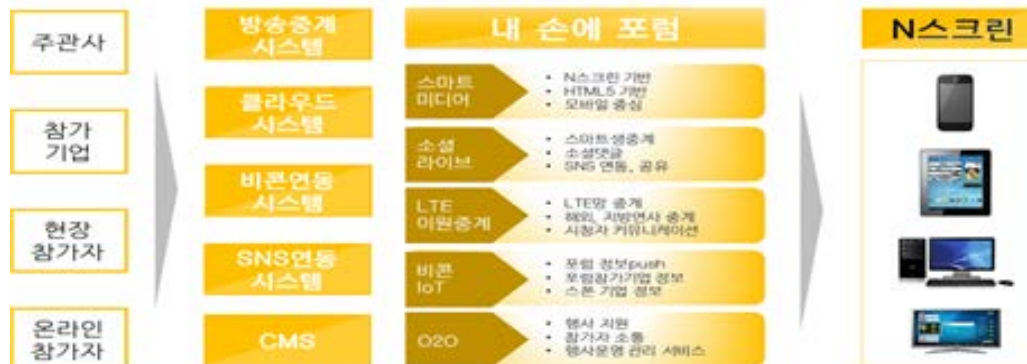 주관사
참가
기업
현장
참가자
온라인
참가자
방송중계
시스템
클라우드
시스템
비콘연동
시스템
SNS연동
시스템
CMS
내 손에 포럼
스마트
미디어
• N스크린 기반
• HTML5 기반
• 모바일 중심
소셜
라이브
• 스마트생중계
• 소셜댓글
• SNS 연동, 공유
LTE
이원중계
• LTE망 중계
• 해외, 지방연사 중계
• 시청자 커뮤니케이션
비콘
IoT
• 포럼 정보push
• 포럼참가기업 정보
• 스폰 기업 정보
O2O
• 행사 지원
• 참가자 소통
• 행사운영 관리 서비스
N스크린